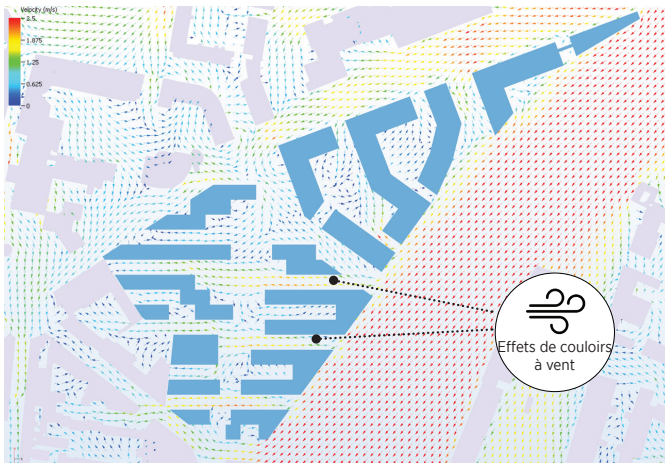 Velocity (m/s)
2.5
1.875
1.25
0.625
0
Effets de couloirs
à vent